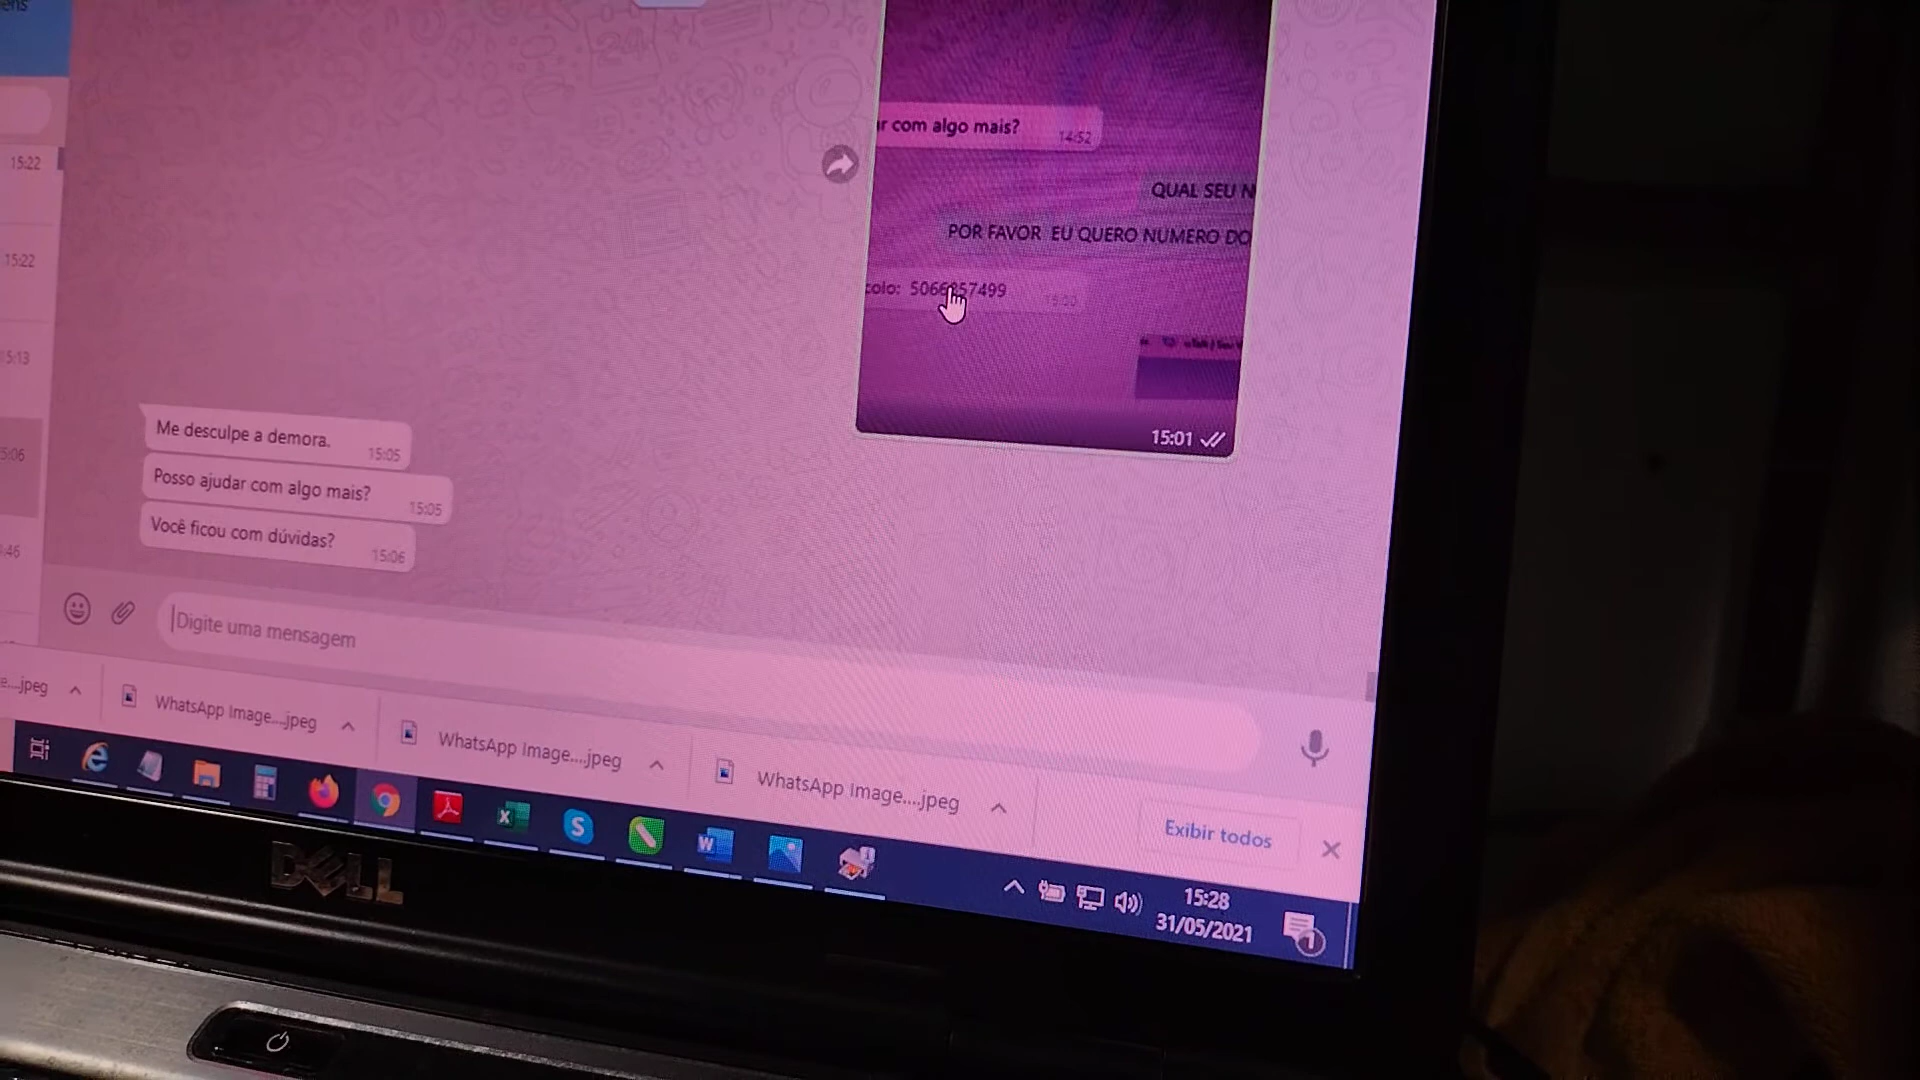 15:22
15:22
15:13
r com algo mais?
14:52
QUAL SEU N
POR FAVOR EU QUERO NUMERO DO
colo:
15:01
Me desculpe a demora.
15:05
Posso ajudar com algo mais?
15:05
Você ficou com dúvidas?
15:06
Digite uma mensagem
e....jpeg
WhatsApp Image....jpeg
WhatsApp Image....jpeg
WhatsApp Image....jpeg
Exibir todos
15:28
31/05/2021
1
DELL